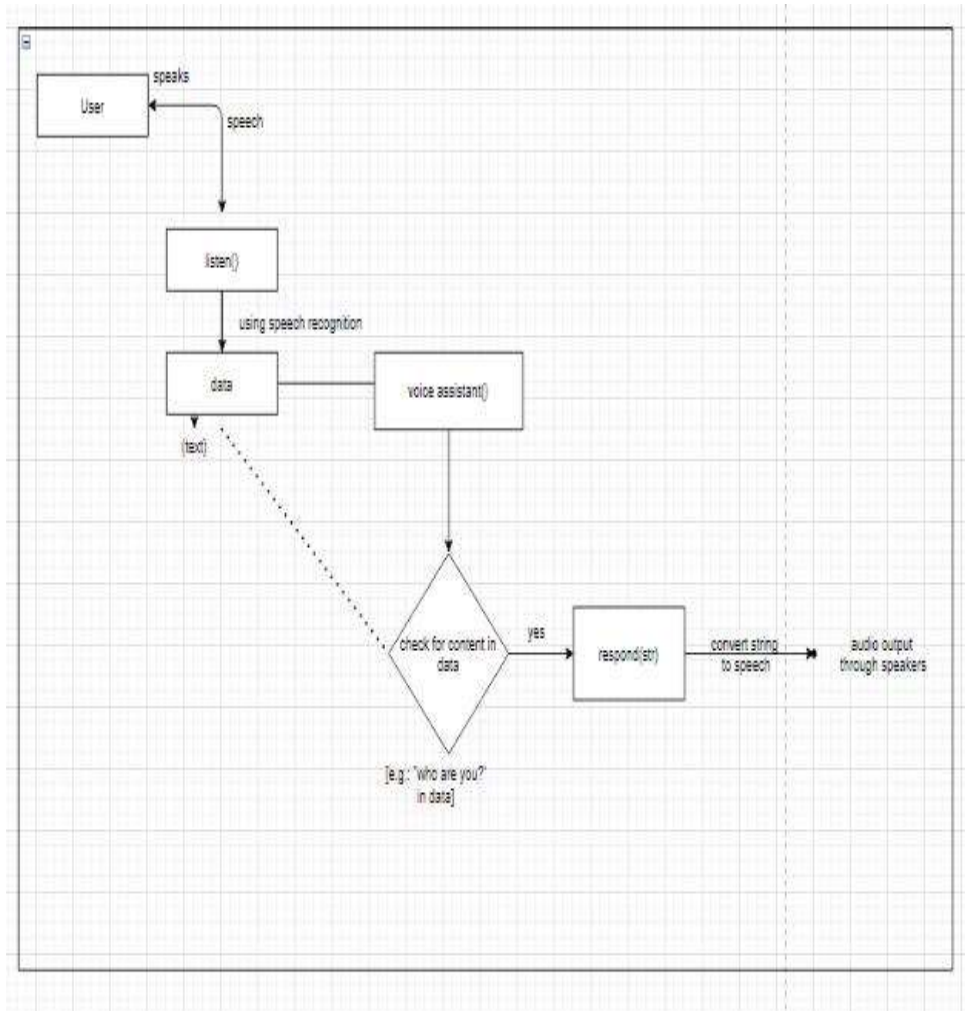 speaks
User
speech
listen()
using speech recognition
data
voice assistant()
(text)
yes
check for content in
data
respond(str)
convert string
to speech
audio output
through speakers
[e.g.: "who are you?"
in data]